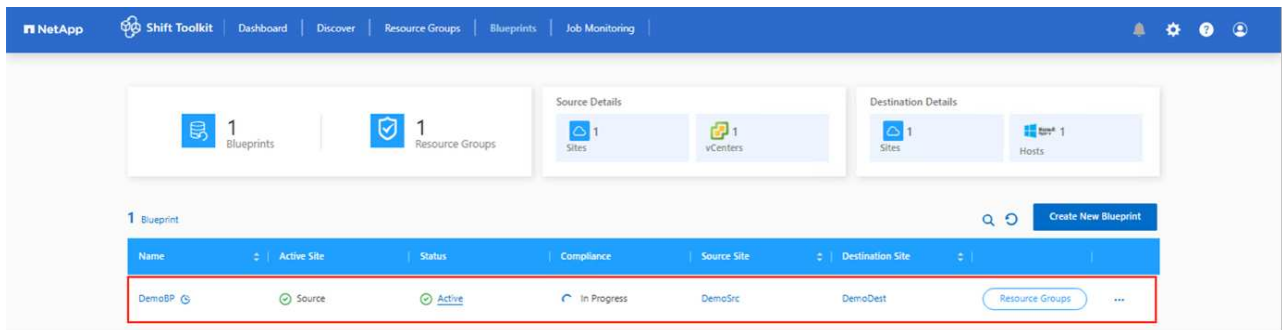 NetApp Shift Toolkit Dashboard Discover Resource Groups Blueprints Job Monitoring
Source Details
Destination Details
1
Blueprints
1
Resource Groups
1
Sites
1
vCenters
1
Sites
1
Hosts
1 Blueprint
Create New Blueprint
Name Active Site Status Compliance Source Site Destination Site
DemoBP Source Active In Progress DemoSrc DemoDest Resource Groups ...